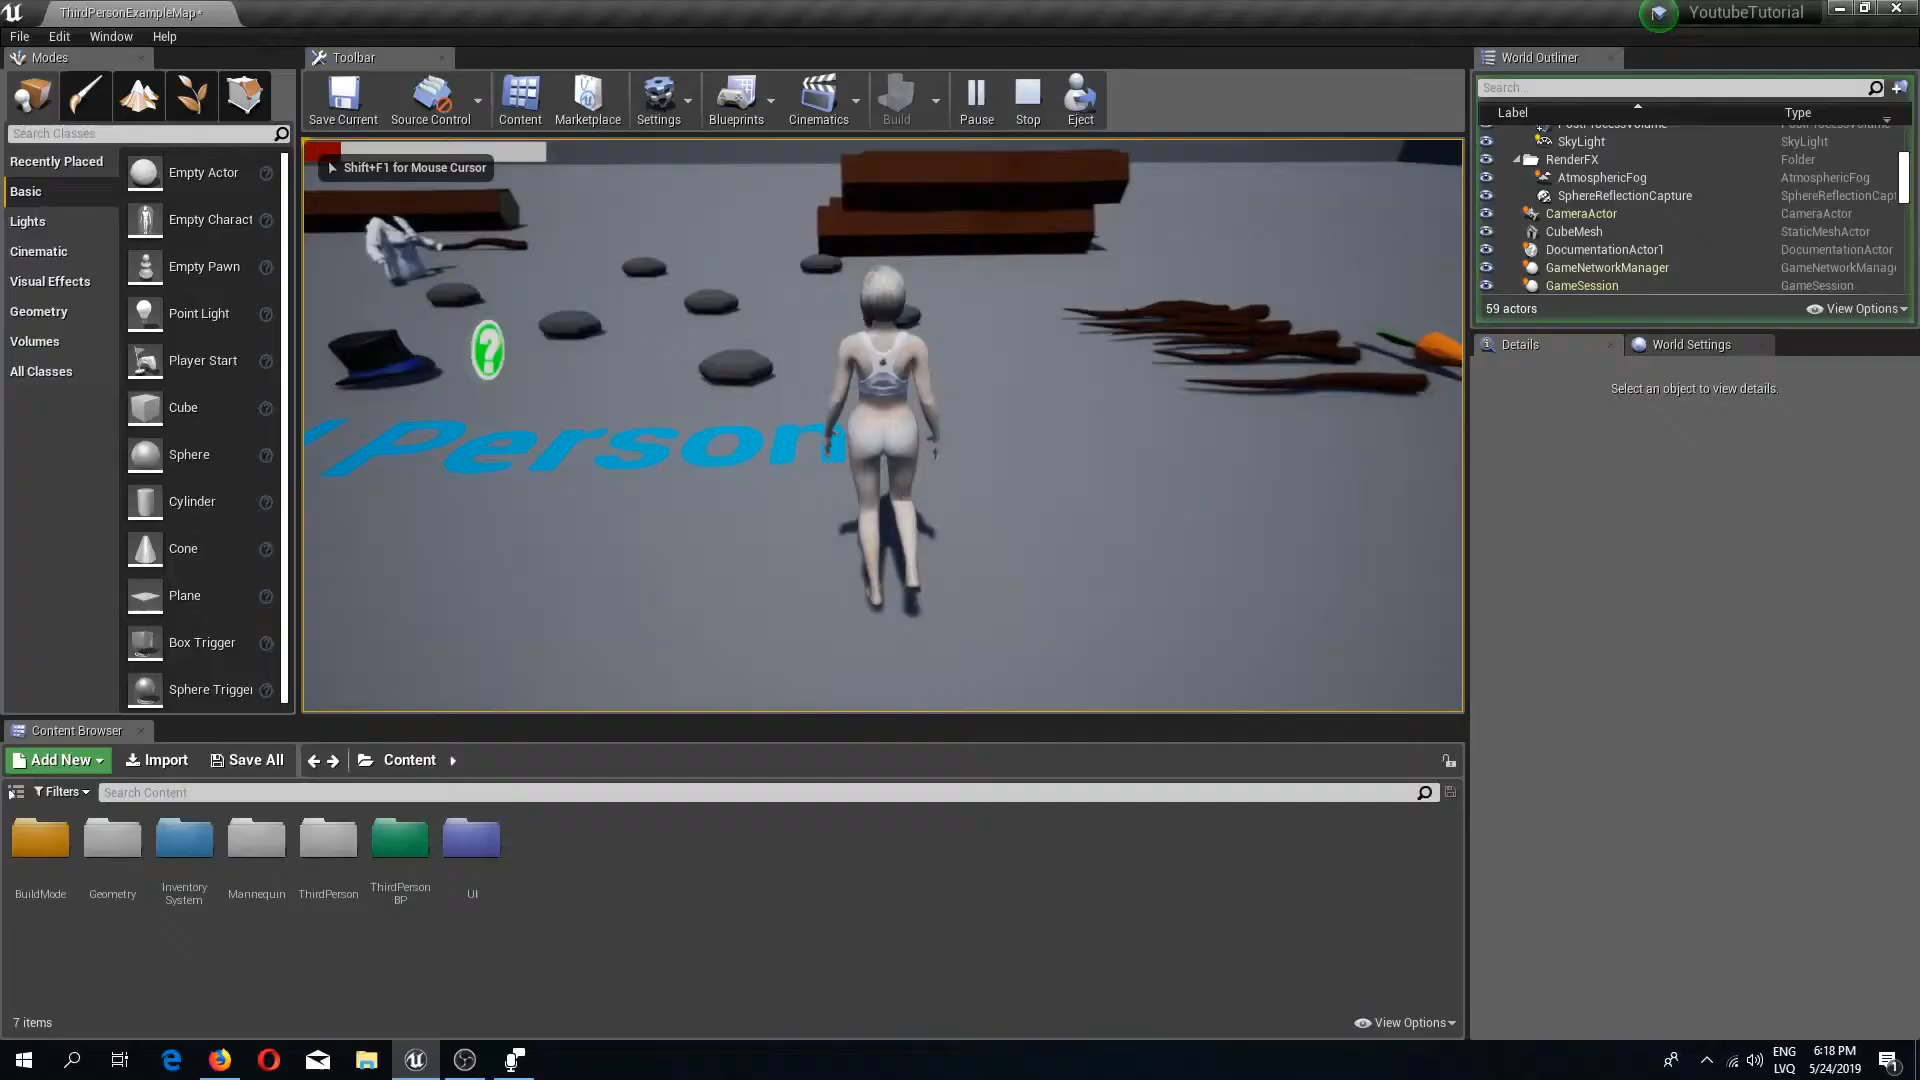 ThirdPersonExampleMap*
YoutubeTutorial
File Edit Window Help
Modes
Toolbar
World Outliner
Save Current
Source Control
Content
Marketplace
Settings
Blueprints
Cinematics
Build
Pause
Stop
Eject
Search Classes
Recently Placed
Basic
Lights
Cinematic
Visual Effects
Geometry
Volumes
All Classes
Empty Actor
Empty Charact
Empty Pawn
Point Light
Player Start
Cube
Sphere
Cylinder
Cone
Plane
Box Trigger
Sphere Trigger
Shift+F1 for Mouse Cursor
?
Person
Search...
Label Type
PostProcessVolume PostProcessVolume
SkyLight SkyLight
RenderFX Folder
AtmosphericFog AtmosphericFog
SphereReflectionCapture SphereReflectionCapt
CameraActor CameraActor
CubeMesh StaticMeshActor
DocumentationActor1 DocumentationActor
GameNetworkManager GameNetworkManage
GameSession GameSession
59 actors
View Options
Details
World Settings
Select an object to view details.
Content Browser
Add New
Import
Save All
Content
Filters
Search Content
BuildMode
Geometry
Inventory
System
Mannequin
ThirdPerson
ThirdPerson
BP
UI
7 items
View Options
ENG
LVQ
6:18 PM
5/24/2019
1